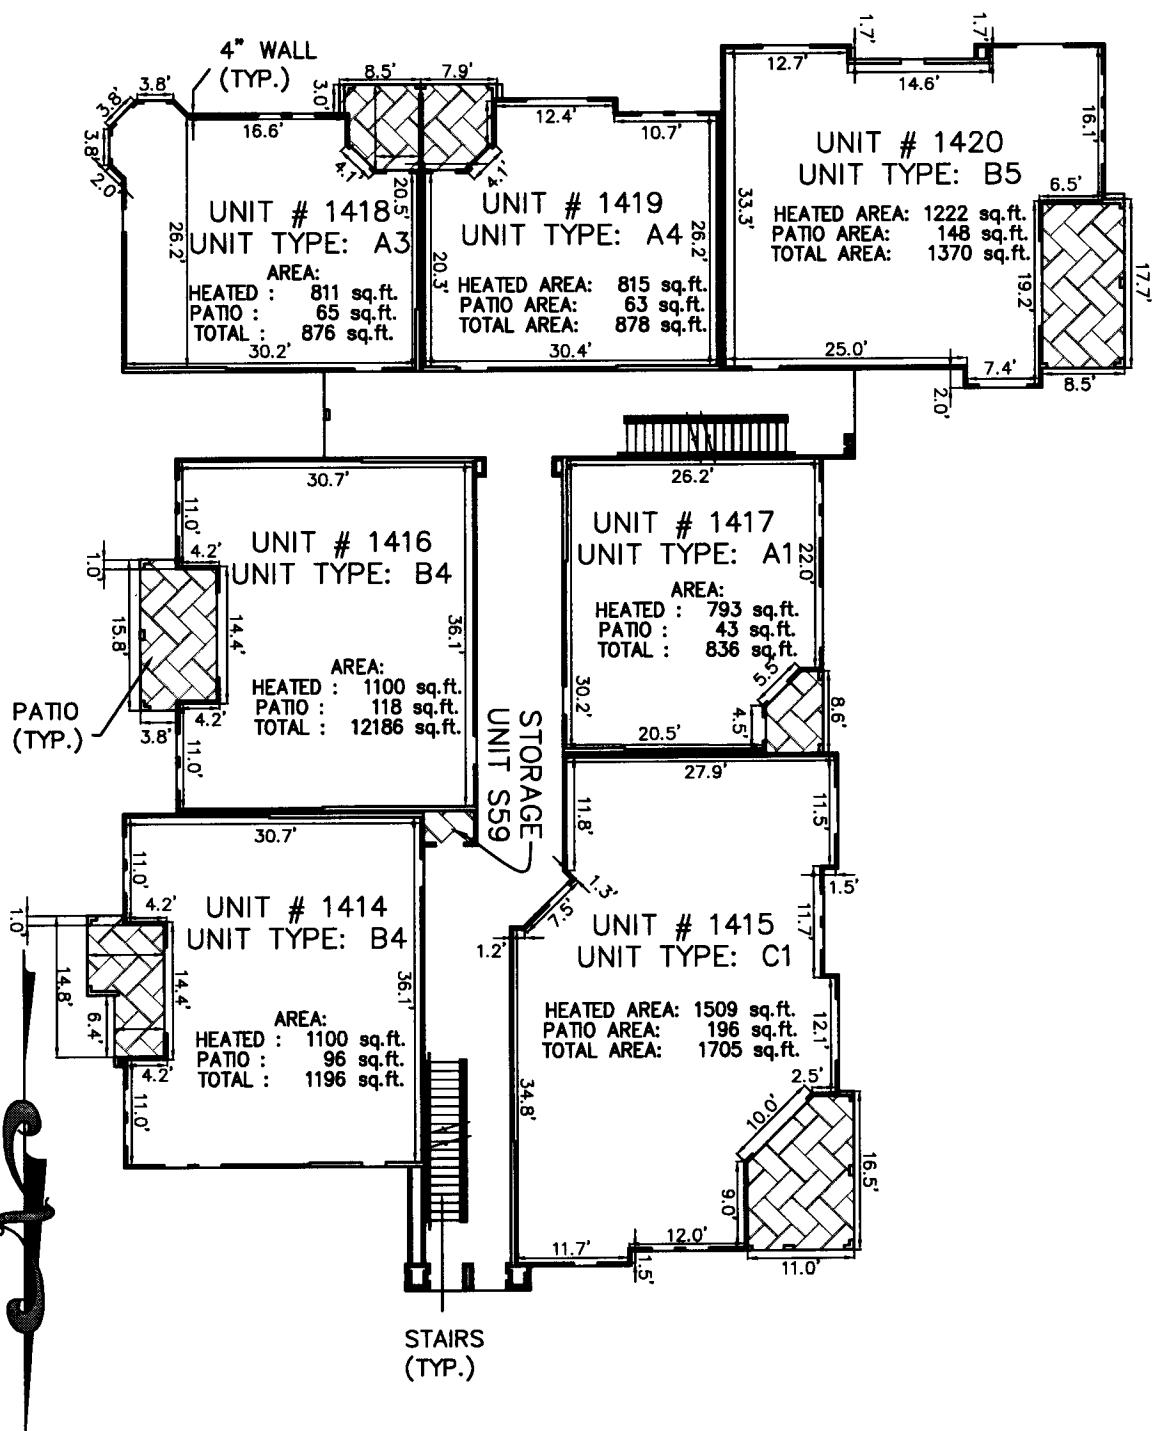 4" WALL
(TYP.)
3.8'
3.8'
3.8'
2.0'
16.6'
3.0'
8.5'
7.9'
4.1'
4.1'
20.5'
26.2'
UNIT # 1418
UNIT TYPE: A3
AREA:
HEATED : 811 sq.ft.
PATIO : 65 sq.ft.
TOTAL : 876 sq.ft.
30.2'
12.4'
10.7'
UNIT # 1419
UNIT TYPE: A4
20.3'
26.2'
HEATED AREA: 815 sq.ft.
PATIO AREA: 63 sq.ft.
TOTAL AREA: 878 sq.ft.
30.4'
1.7'
1.7'
12.7'
14.6'
16.1'
UNIT # 1420
UNIT TYPE: B5
33.3'
6.5'
HEATED AREA: 1222 sq.ft.
PATIO AREA: 148 sq.ft.
TOTAL AREA: 1370 sq.ft.
19.2'
17.7'
25.0'
7.4'
8.5'
2.0'
30.7'
11.0'
UNIT # 1416
UNIT TYPE: B4
4.2'
1.0'
15.8'
14.4'
36.1'
AREA:
HEATED : 1100 sq.ft.
PATIO : 118 sq.ft.
TOTAL : 12186 sq.ft.
4.2'
3.8'
11.0'
PATIO
(TYP.)
26.2'
UNIT # 1417
UNIT TYPE: A1
22.0'
AREA:
HEATED : 793 sq.ft.
PATIO : 43 sq.ft.
TOTAL : 836 sq.ft.
5.5'
30.2'
4.5'
8.6'
20.5'
STORAGE
UNIT S59
30.7'
11.0'
4.2'
1.0'
UNIT # 1414
UNIT TYPE: B4
14.8'
14.4'
6.4'
36.1'
AREA:
HEATED : 1100 sq.ft.
PATIO : 96 sq.ft.
TOTAL : 1196 sq.ft.
4.2'
11.0'
27.9'
11.8'
11.5'
1.3'
7.5'
1.5'
11.7'
1.2'
UNIT # 1415
UNIT TYPE: C1
HEATED AREA: 1509 sq.ft.
PATIO AREA: 196 sq.ft.
TOTAL AREA: 1705 sq.ft.
12.1'
2.5'
34.8'
10.0'
16.5'
9.0'
12.0'
11.7'
1.5'
11.0'
STAIRS
(TYP.)